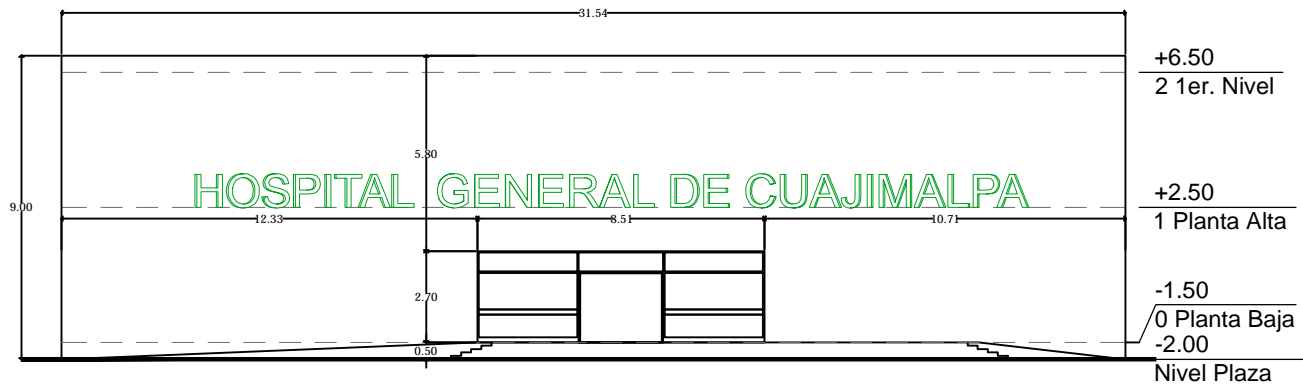 31.54
+6.50
2 1er. Nivel
5.80
HOSPITAL GENERAL DE CUAJIMALPA
9.00
+2.50
12.33 8.51 10.71
1 Planta Alta
2.70
-1.50
0 Planta Baja
0.50
-2.00
Nivel Plaza